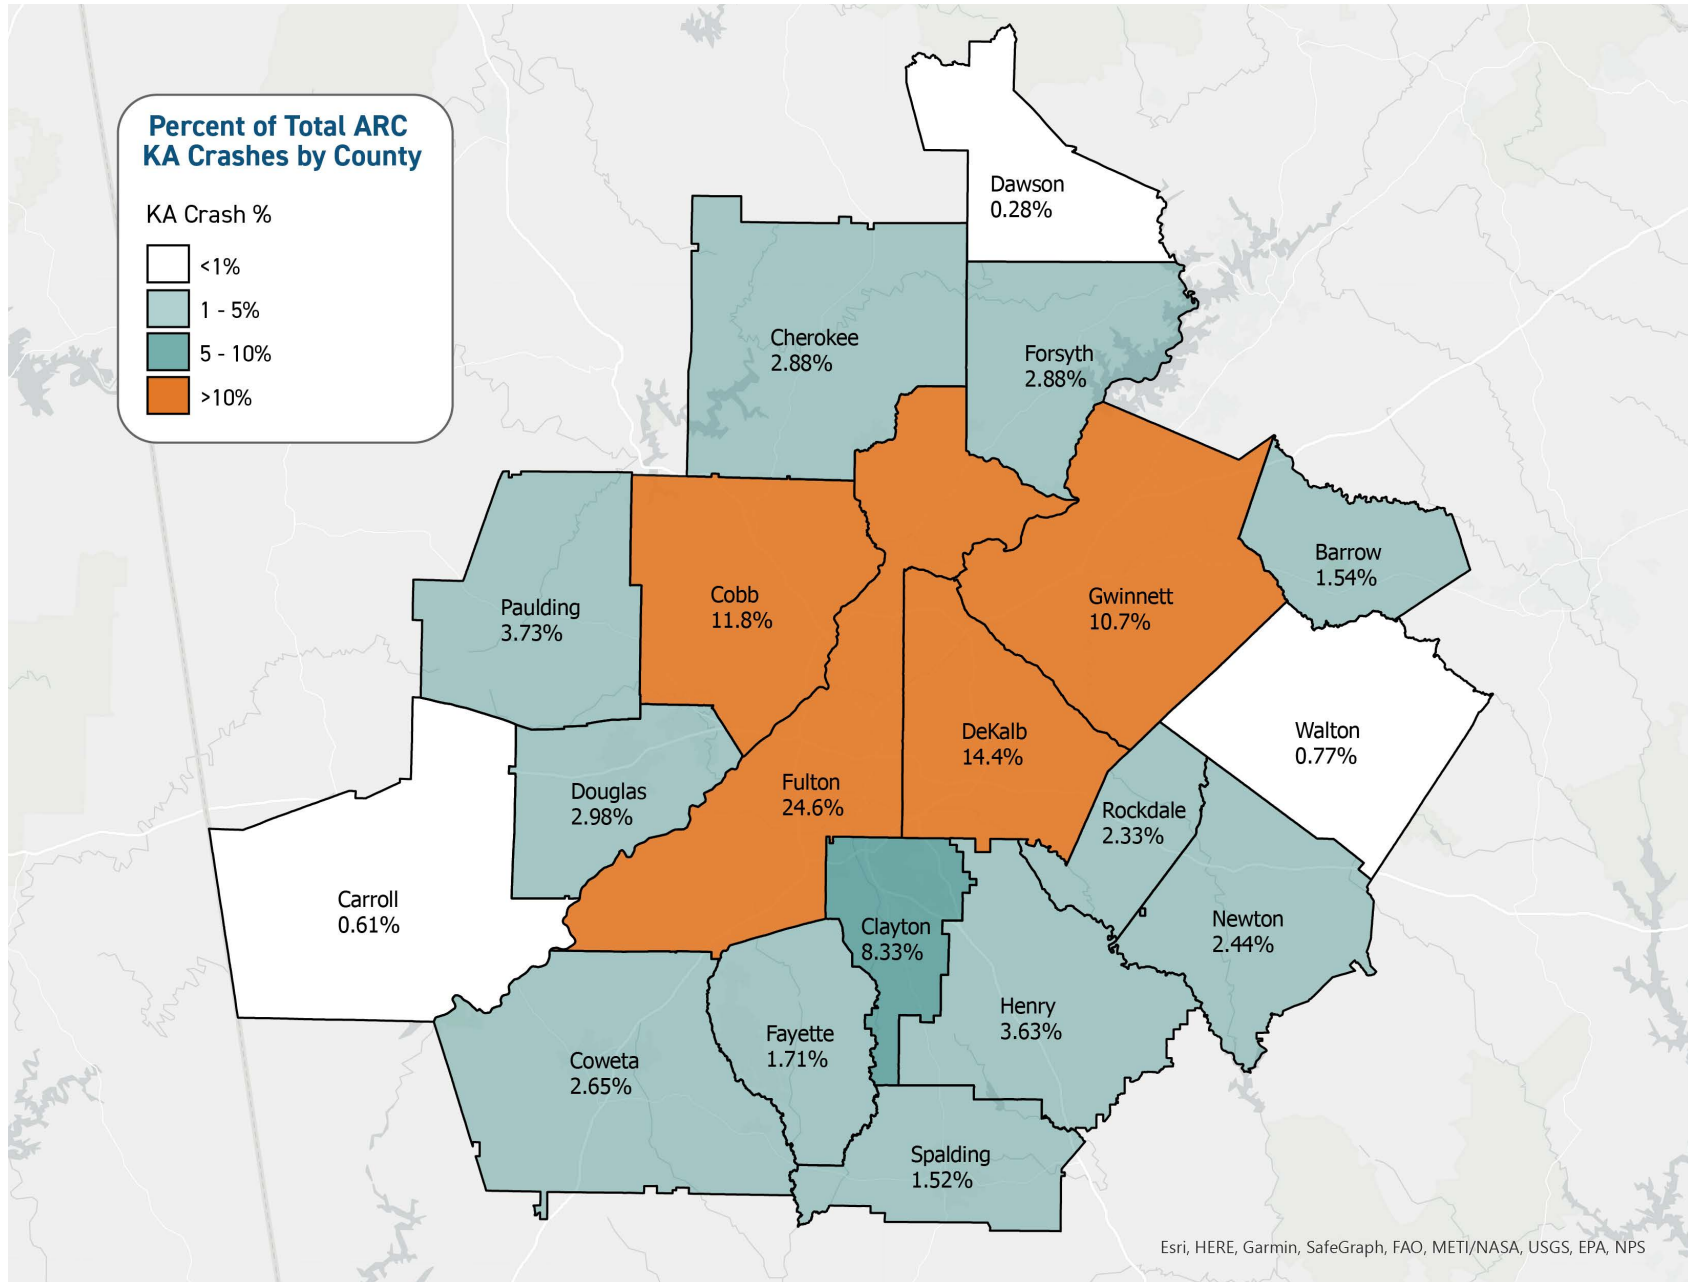 Percent of Total ARC
KA Crashes by County
KA Crash %
<1%
1 - 5%
5 - 10%
>10%
Dawson
0.28%
Cherokee
2.88%
Forsyth
2.88%
Barrow
1.54%
Paulding
3.73%
Cobb
11.8%
Gwinnett
10.7%
Walton
0.77%
DeKalb
14.4%
Fulton
24.6%
Douglas
2.98%
Rockdale
2.33%
Carroll
0.61%
Clayton
8.33%
Newton
2.44%
Henry
3.63%
Fayette
1.71%
Coweta
2.65%
Spalding
1.52%
Esri, HERE, Garmin, SafeGraph, FAO, METI/NASA, USGS, EPA, NPS